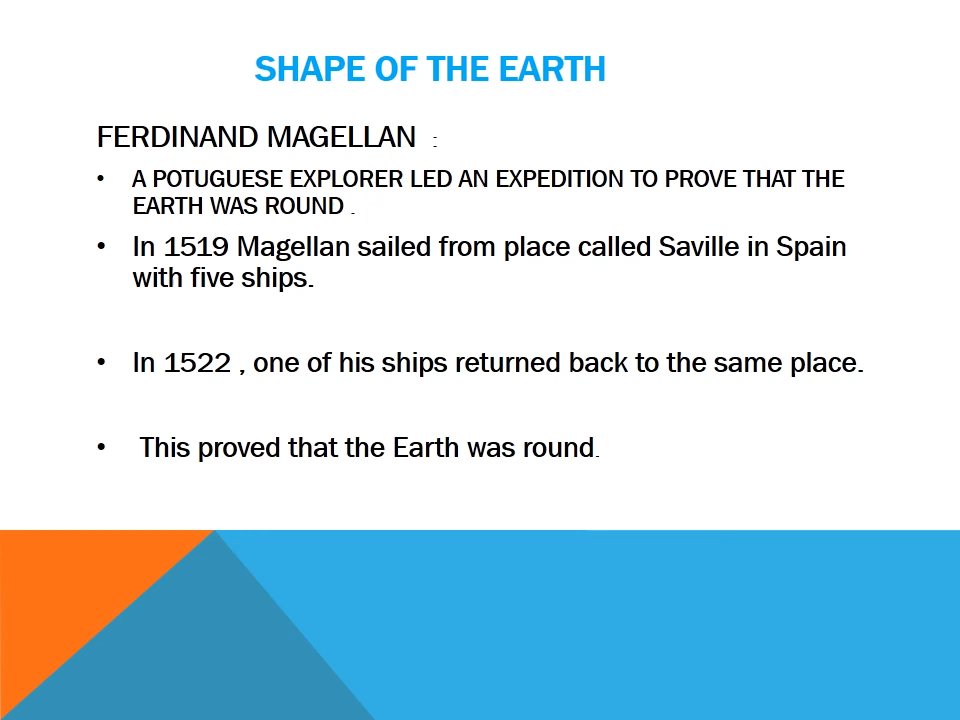 SHAPE OF THE EARTH
FERDINAND MAGELLAN :
• A POTUGUESE EXPLORER LED AN EXPEDITION TO PROVE THAT THE
EARTH WAS ROUND .
• In 1519 Magellan sailed from place called Saville in Spain
with five ships.
• In 1522 , one of his ships returned back to the same place.
• This proved that the Earth was round.